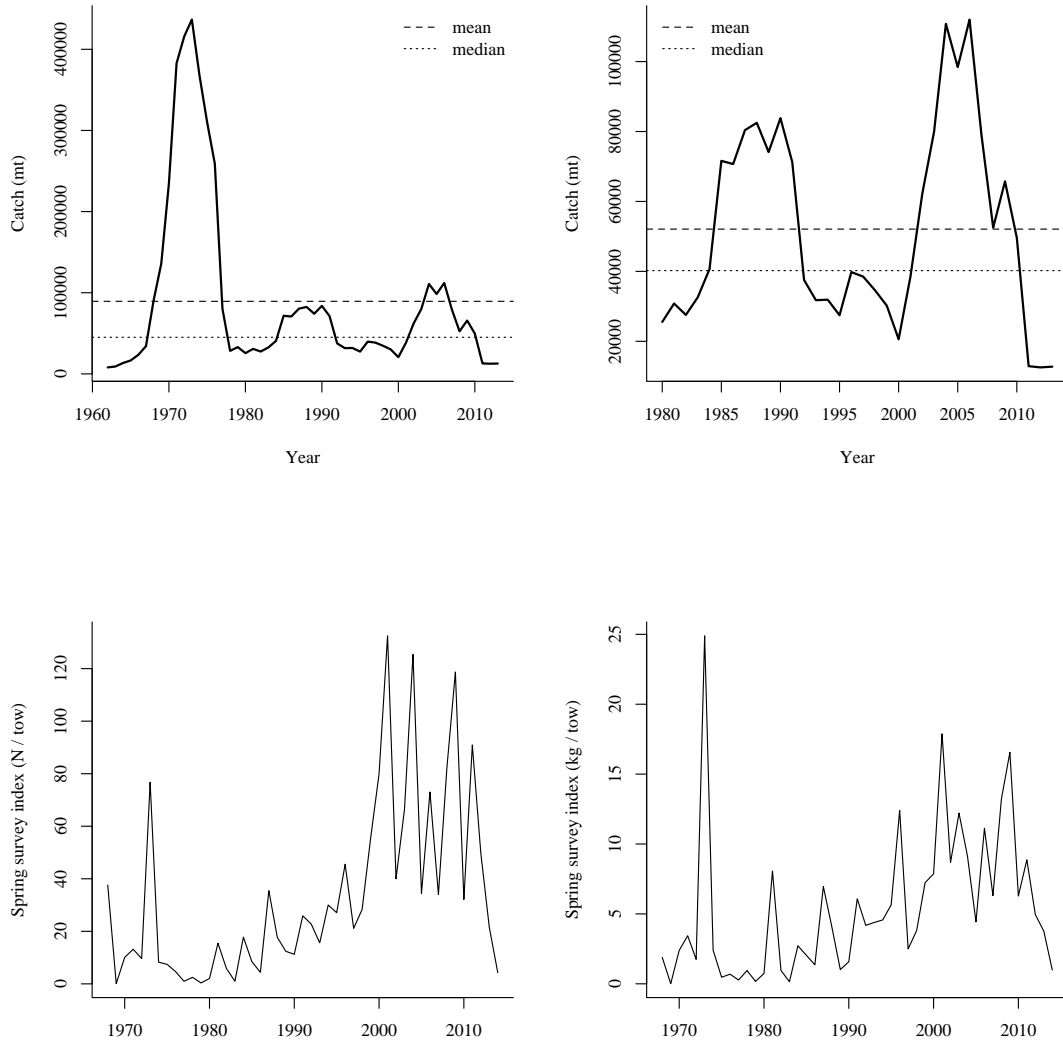 mean
median
Catch (mt)
400000
300000
200000
100000
0
1960 1970 1980 1990 2000 2010
Year
mean
median
Catch (mt)
100000
80000
60000
40000
20000
1980 1985 1990 1995 2000 2005 2010
Year
Spring survey index (N / tow)
120
100
80
60
40
20
0
1970 1980 1990 2000 2010
Spring survey index (kg / tow)
25
20
15
10
5
0
1970 1980 1990 2000 2010